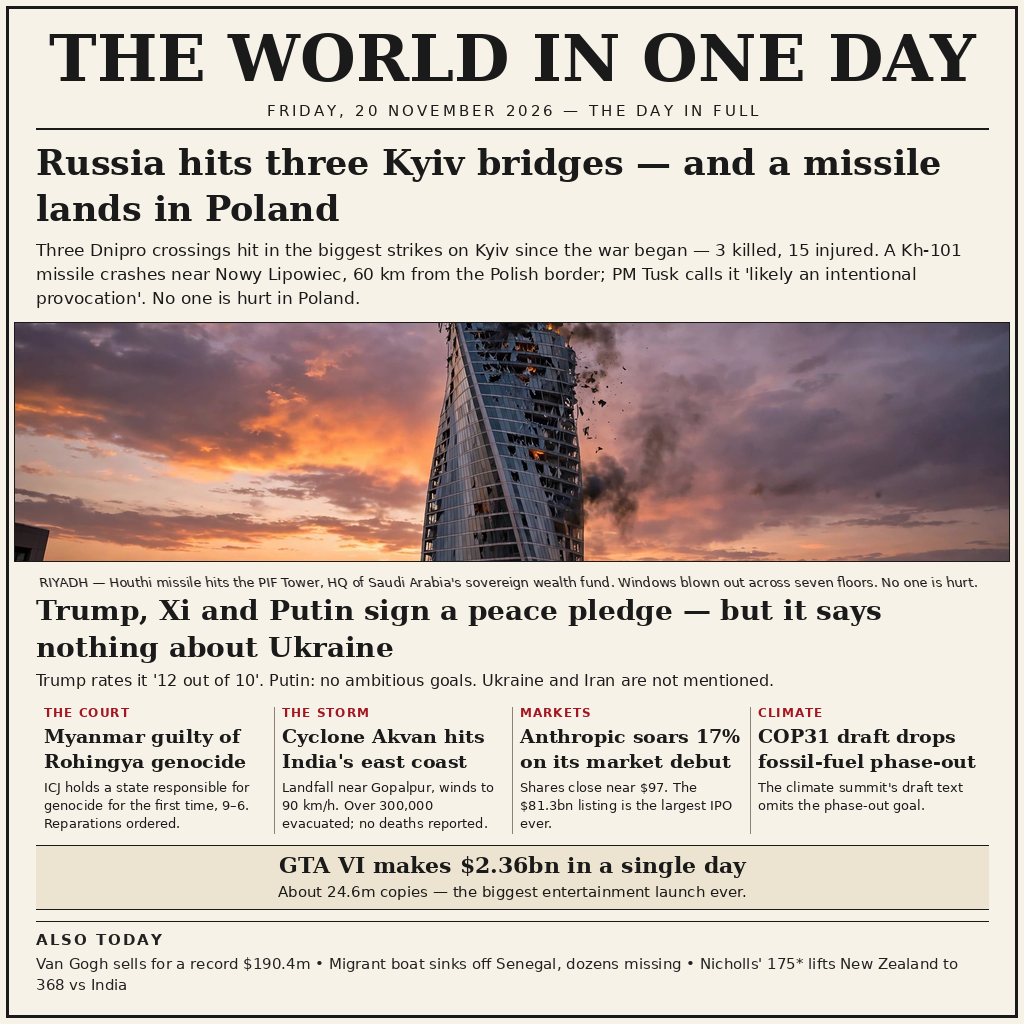 THE WORLD IN ONE DAY
FRIDAY, 20 NOVEMBER 2026 — THE DAY IN FULL
Russia hits three Kyiv bridges — and a missile
lands in Poland
Three Dnipro crossings hit in the biggest strikes on Kyiv since the war began — 3 killed, 15 injured. A Kh-101
missile crashes near Nowy Lipowiec, 60 km from the Polish border; PM Tusk calls it 'likely an intentional
provocation'. No one is hurt in Poland.
RIYADH — Houthi missile hits the PIF Tower, HQ of Saudi Arabia's sovereign wealth fund. Windows blown out across seven floors. No one is hurt.
Trump, Xi and Putin sign a peace pledge — but it says
nothing about Ukraine
Trump rates it '12 out of 10'. Putin: no ambitious goals. Ukraine and Iran are not mentioned.
THE COURT
Myanmar guilty of
Rohingya genocide
ICJ holds a state responsible for
genocide for the first time, 9–6.
Reparations ordered.
THE STORM
Cyclone Akvan hits
India's east coast
Landfall near Gopalpur, winds to
90 km/h. Over 300,000
evacuated; no deaths reported.
MARKETS
Anthropic soars 17%
on its market debut
Shares close near $97. The
$81.3bn listing is the largest IPO
ever.
CLIMATE
COP31 draft drops
fossil-fuel phase-out
The climate summit's draft text
omits the phase-out goal.
GTA VI makes $2.36bn in a single day
About 24.6m copies — the biggest entertainment launch ever.
ALSO TODAY
Van Gogh sells for a record $190.4m • Migrant boat sinks off Senegal, dozens missing • Nicholls' 175* lifts New Zealand to
368 vs India